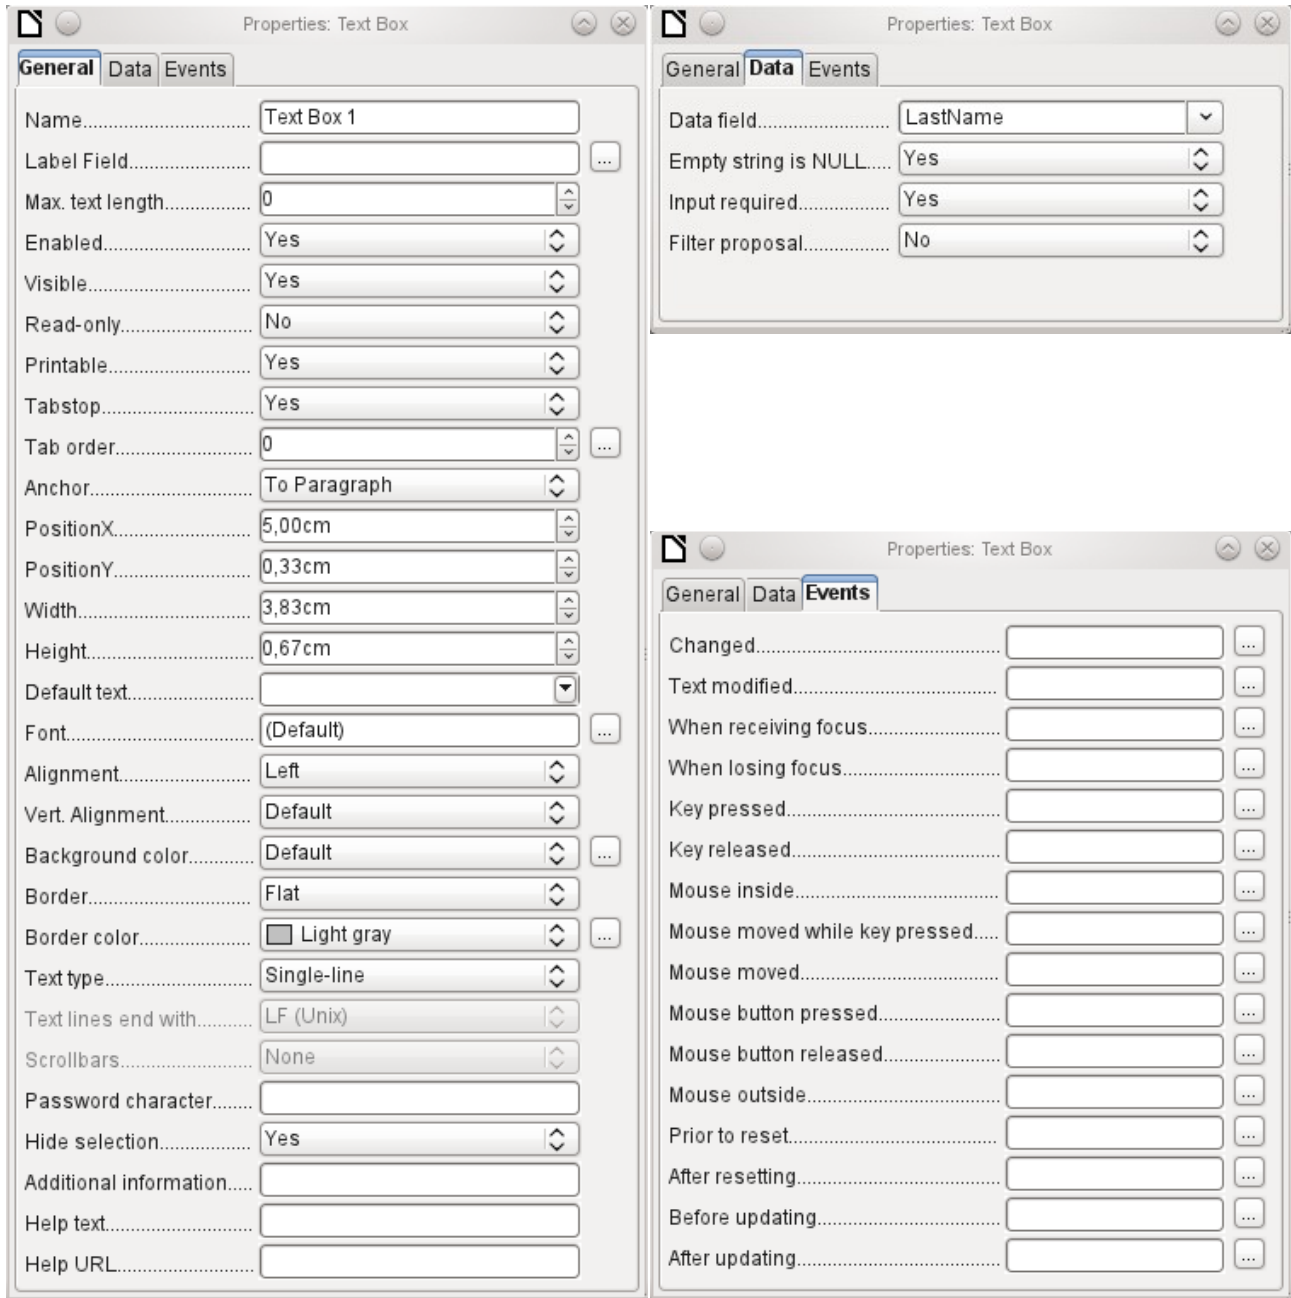 Properties: Text Box
General Data Events
Name.............................. Text Box 1
Label Field...................... ...
Max. text length................ 0
Enabled........................... Yes
Visible............................. Yes
Read-only........................ No
Printable.......................... Yes
Tabstop........................... Yes
Tab order......................... 0 ...
Anchor............................. To Paragraph
PositionX......................... 5,00cm
PositionY......................... 0,33cm
Width............................... 3,83cm
Height.............................. 0,67cm
Default text......................
Font................................. (Default) ...
Alignment........................ Left
Vert. Alignment............... Default
Background color............ Default ...
Border.............................. Flat
Border color.................... Light gray ...
Text type.......................... Single-line
Text lines end with.......... LF (Unix)
Scrollbars........................ None
Password character.......
Hide selection................. Yes
Additional information.....
Help text..........................
Help URL........................
Properties: Text Box
General Data Events
Data field........................ LastName
Empty string is NULL..... Yes
Input required................. Yes
Filter proposal................ No
Properties: Text Box
General Data Events
Changed........................................... ...
Text modified.................................... ...
When receiving focus........................ ...
When losing focus............................ ...
Key pressed...................................... ...
Key released..................................... ...
Mouse inside..................................... ...
Mouse moved while key pressed..... ...
Mouse moved.................................... ...
Mouse button pressed...................... ...
Mouse button released..................... ...
Mouse outside................................... ...
Prior to reset..................................... ...
After resetting.................................... ...
Before updating................................. ...
After updating.................................... ...